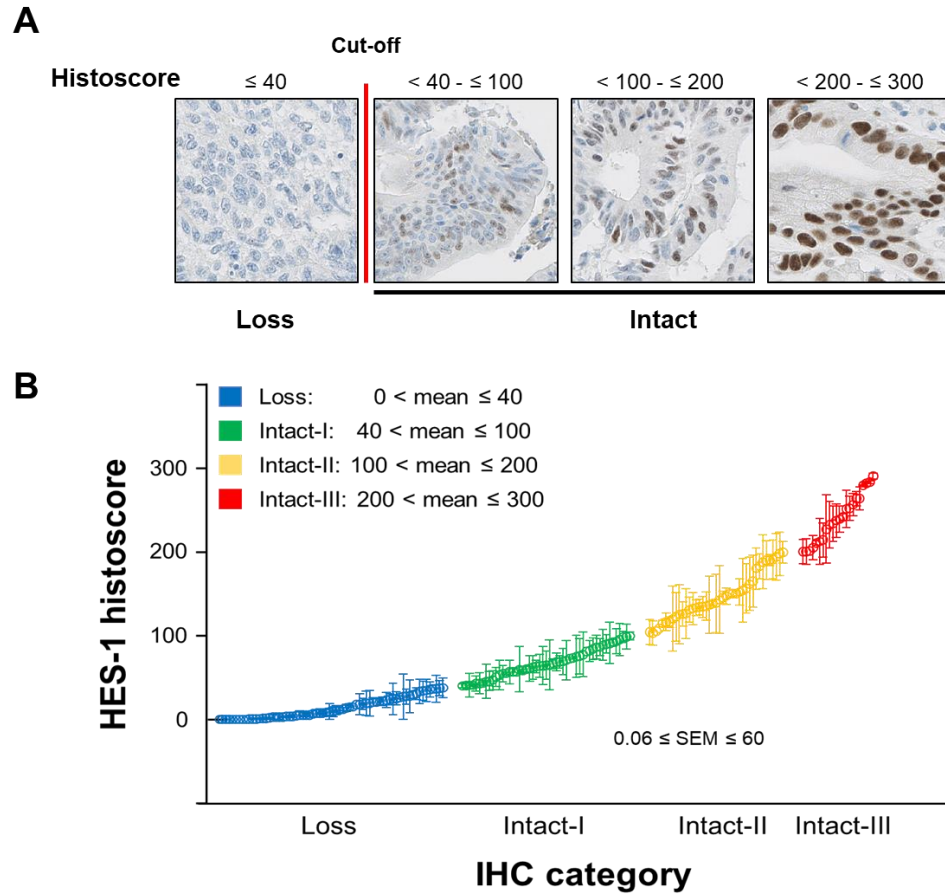 A
Cut-off
Histoscore ≤ 40 < 40 - ≤ 100 < 100 - ≤ 200 < 200 - ≤ 300
Loss Intact
B
Loss: 0 < mean ≤ 40
Intact-I: 40 < mean ≤ 100
Intact-II: 100 < mean ≤ 200
Intact-III: 200 < mean ≤ 300
HES-1 histoscore
300
200
100
0
0.06 ≤ SEM ≤ 60
Loss Intact-I Intact-II Intact-III
IHC category